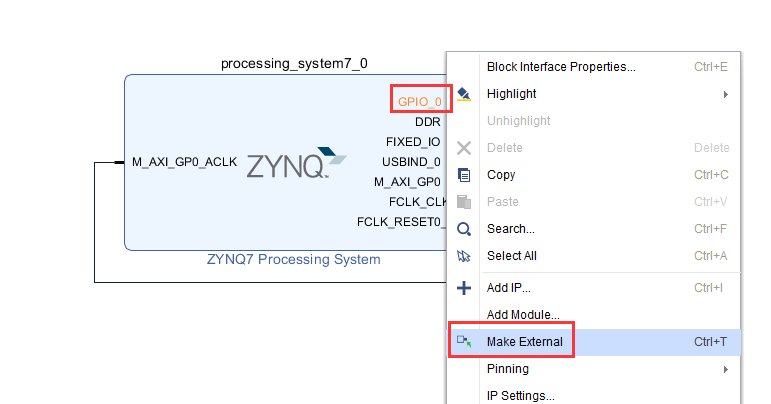 processing_system7_0
GPIO_0
DDR
FIXED_IO
USBIND_0
M_AXI_GP0_ACLK
M_AXI_GP0
FCLK_CLK
FCLK_RESET0_
ZYNQ
ZYNQ7 Processing System
Block Interface Properties... Ctrl+E
Highlight
Unhighlight
Delete Delete
Copy Ctrl+C
Paste Ctrl+V
Search... Ctrl+F
Select All Ctrl+A
Add IP... Ctrl+I
Add Module...
Make External Ctrl+T
Pinning
IP Settings...